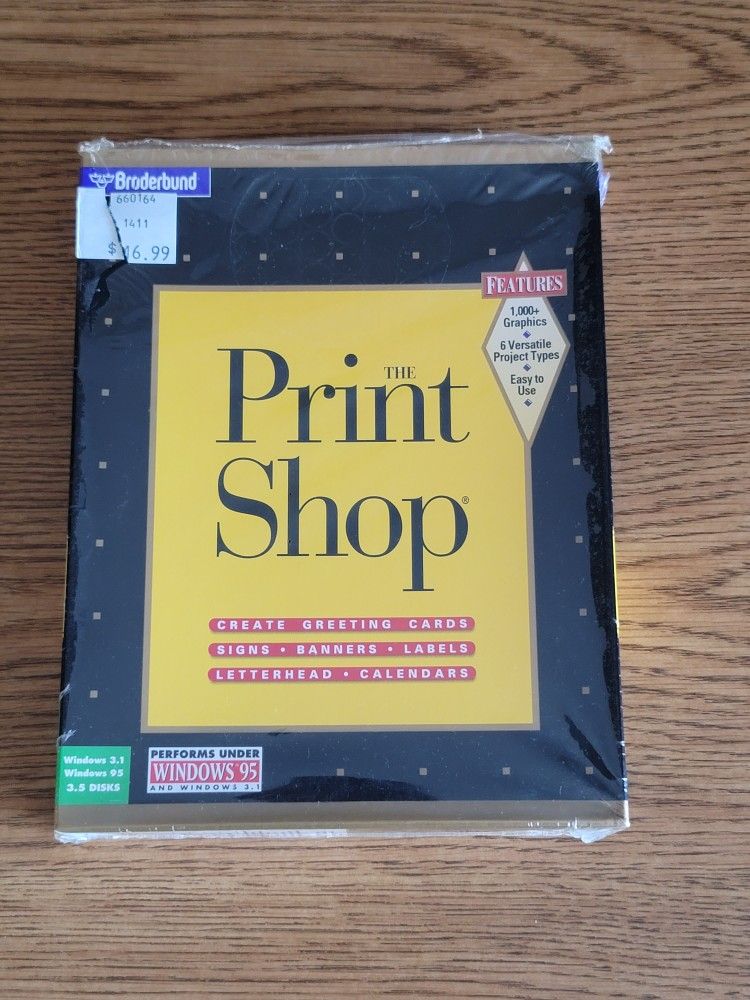 Broderbund
660164
1411
$16.99
FEATURES
1,000+
Graphics
6 Versatile
Project Types
Easy to
Use
THE
Print
Shop®
CREATE GREETING CARDS
SIGNS • BANNERS • LABELS
LETTERHEAD • CALENDARS
Windows 3.1
Windows 95
3.5 DISKS
PERFORMS UNDER
WINDOWS 95
AND WINDOWS 3.1